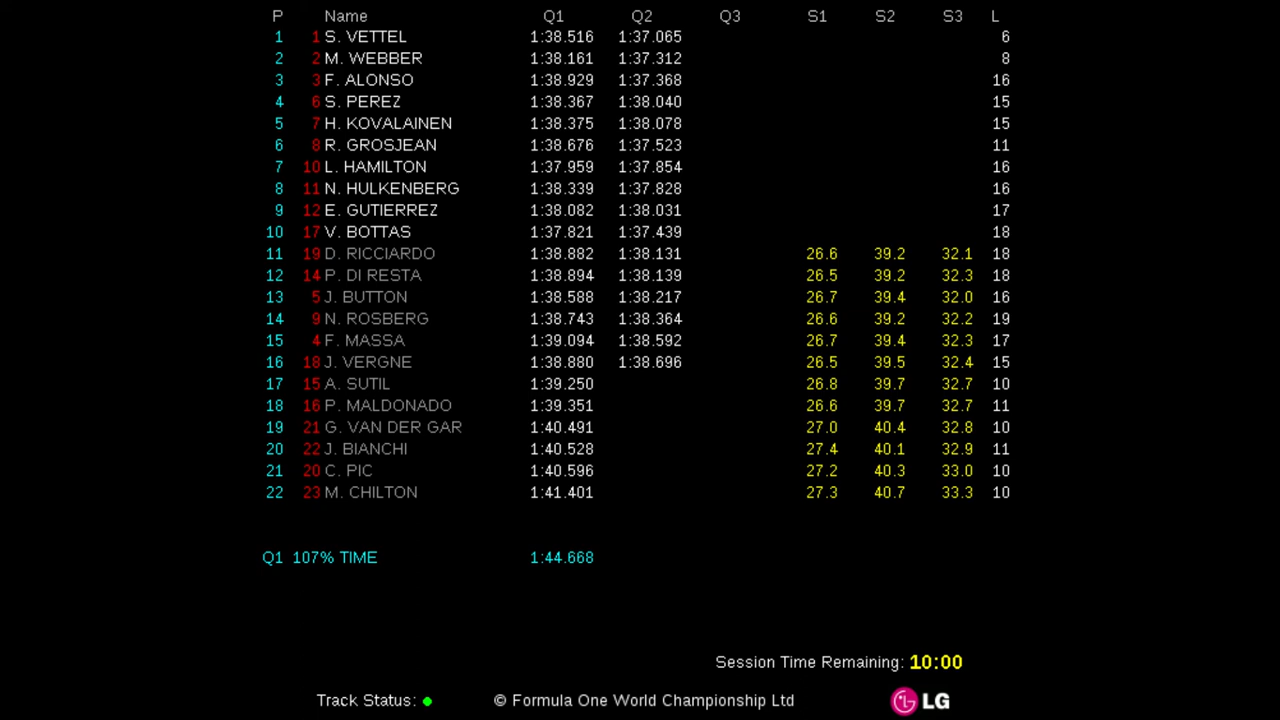 P Name Q1 Q2 Q3 S1 S2 S3 L
1 1 S. VETTEL 1:38.516 1:37.065 6
2 2 M. WEBBER 1:38.161 1:37.312 8
3 3 F. ALONSO 1:38.929 1:37.368 16
4 6 S. PEREZ 1:38.367 1:38.040 15
5 7 H. KOVALAINEN 1:38.375 1:38.078 15
6 8 R. GROSJEAN 1:38.676 1:37.523 11
7 10 L. HAMILTON 1:37.959 1:37.854 16
8 11 N. HULKENBERG 1:38.339 1:37.828 16
9 12 E. GUTIERREZ 1:38.082 1:38.031 17
10 17 V. BOTTAS 1:37.821 1:37.439 18
11 19 D. RICCIARDO 1:38.882 1:38.131 26.6 39.2 32.1 18
12 14 P. DI RESTA 1:38.894 1:38.139 26.5 39.2 32.3 18
13 5 J. BUTTON 1:38.588 1:38.217 26.7 39.4 32.0 16
14 9 N. ROSBERG 1:38.743 1:38.364 26.6 39.2 32.2 19
15 4 F. MASSA 1:39.094 1:38.592 26.7 39.4 32.3 17
16 18 J. VERGNE 1:38.880 1:38.696 26.5 39.5 32.4 15
17 15 A. SUTIL 1:39.250 26.8 39.7 32.7 10
18 16 P. MALDONADO 1:39.351 26.6 39.7 32.7 11
19 21 G. VAN DER GAR 1:40.491 27.0 40.4 32.8 10
20 22 J. BIANCHI 1:40.528 27.4 40.1 32.9 11
21 20 C. PIC 1:40.596 27.2 40.3 33.0 10
22 23 M. CHILTON 1:41.401 27.3 40.7 33.3 10
Q1 107% TIME 1:44.668
Session Time Remaining: 10:00
Track Status: © Formula One World Championship Ltd LG